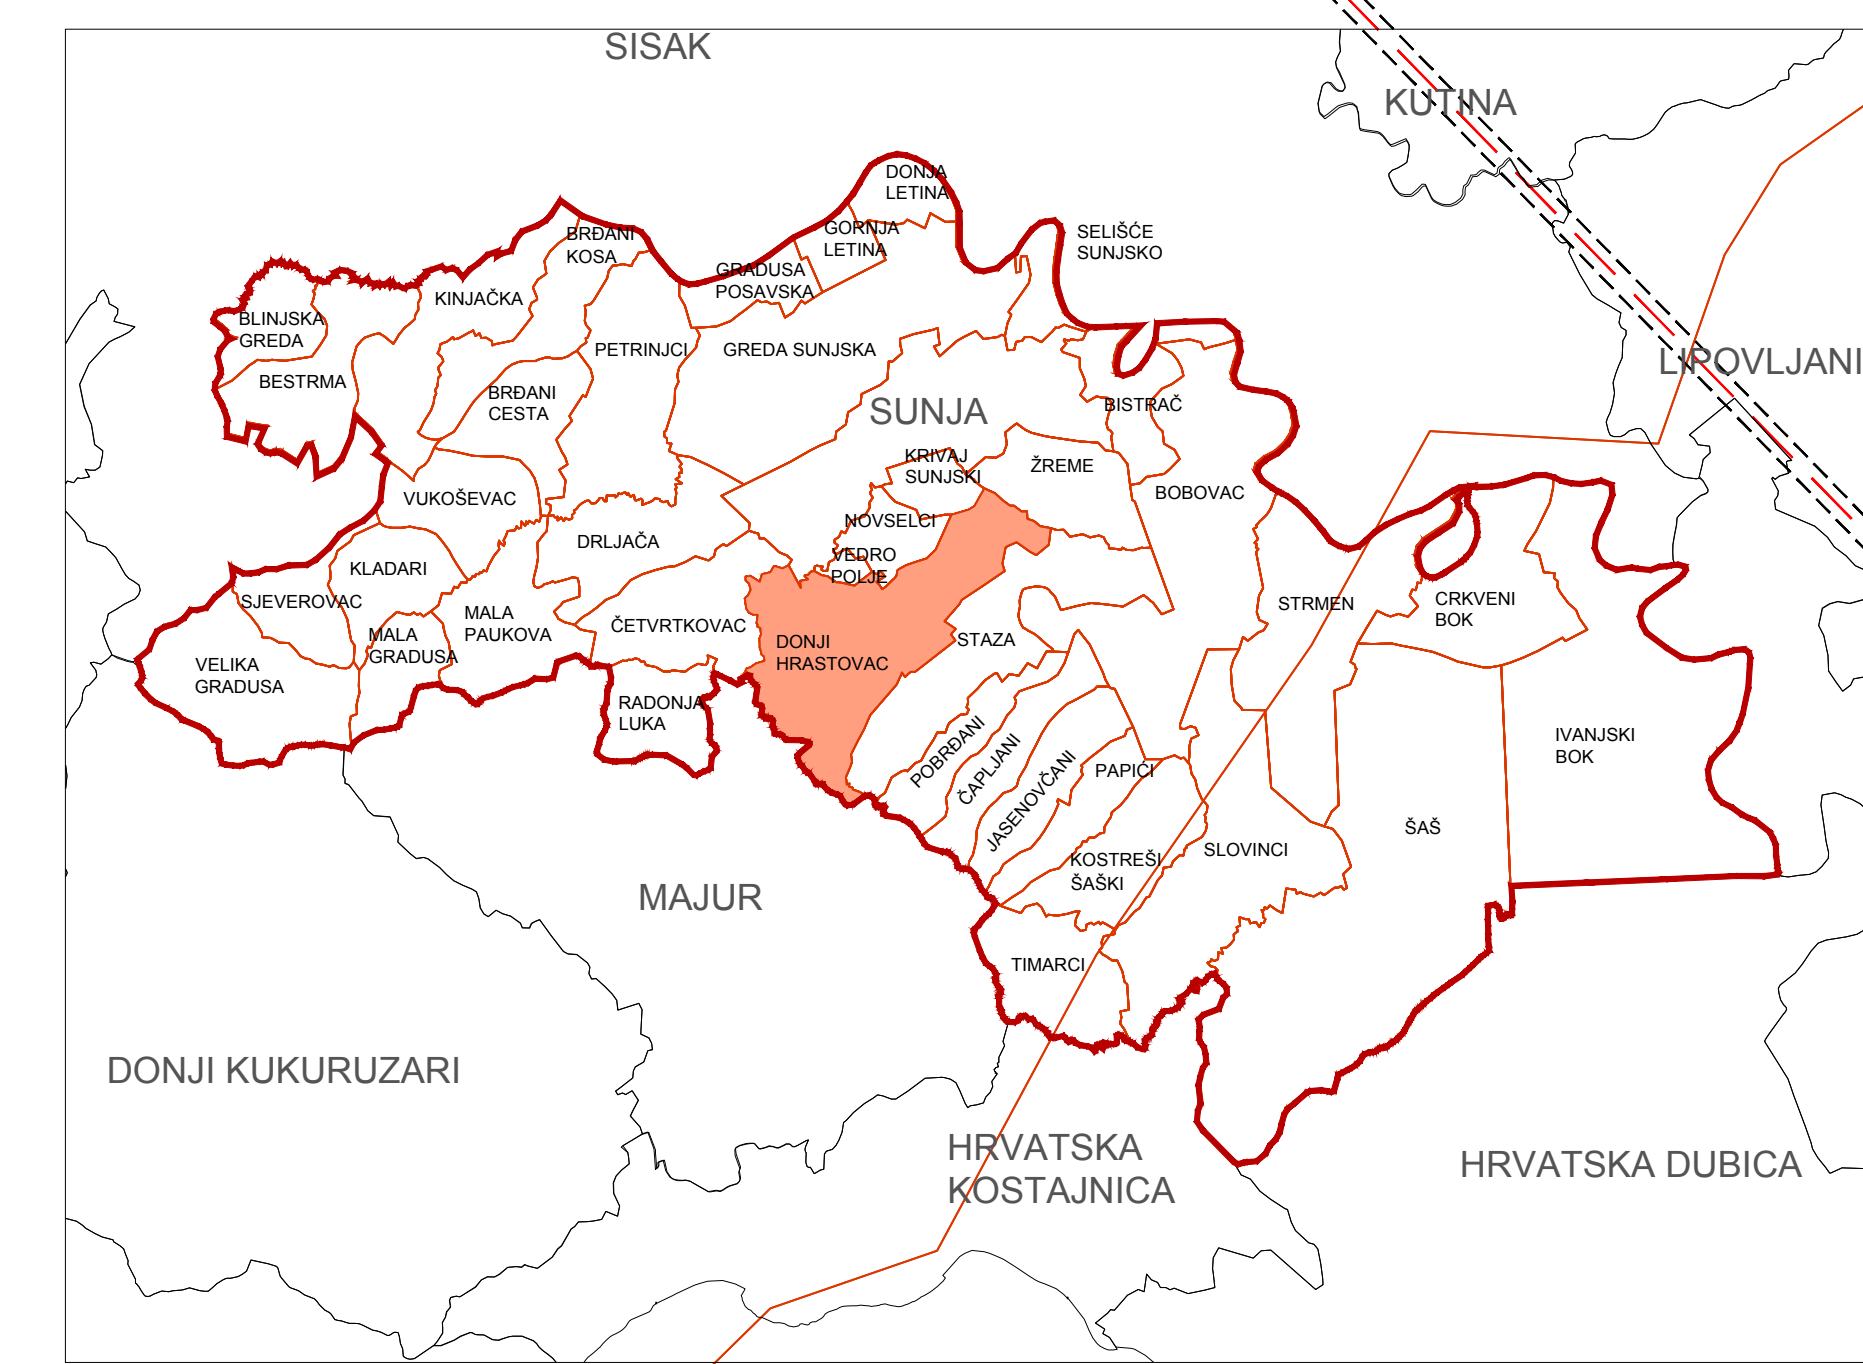 SISAK
KUTINA
DONJA
LETINA
GORNJA
LETINA
SELIŠĆE
SUNJSKO
BRĐANI
KOSA
GRADUSA
POSAVSKA
KINJAČKA
BLINJSKA
GREDA
PETRINJCI
GREDA SUNJSKA
LIPOVLJANI
BESTRMA
BRĐANI
CESTA
SUNJA
BISTRAČ
KRIVAJ
SUNJSKI
ŽREME
VUKOŠEVAC
BOBOVAC
NOVSELCI
DRLJAČA
VEDRO
POLJE
KLADARI
SJEVEROVAC
MALA
PAUKOVA
ČETVRTKOVAC
STRMEN
CRKVENI
BOK
MALA
GRADUSA
DONJI
HRASTOVAC
STAZA
VELIKA
GRADUSA
RADONJA
LUKA
IVANJSKI
BOK
POBRĐANI
ČAPLJANI
JASENOVČANI
PAPIĆI
ŠAŠ
KOSTREŠI
ŠAŠKI
SLOVINCI
MAJUR
TIMARCI
DONJI KUKURUZARI
HRVATSKA
KOSTAJNICA
HRVATSKA DUBICA